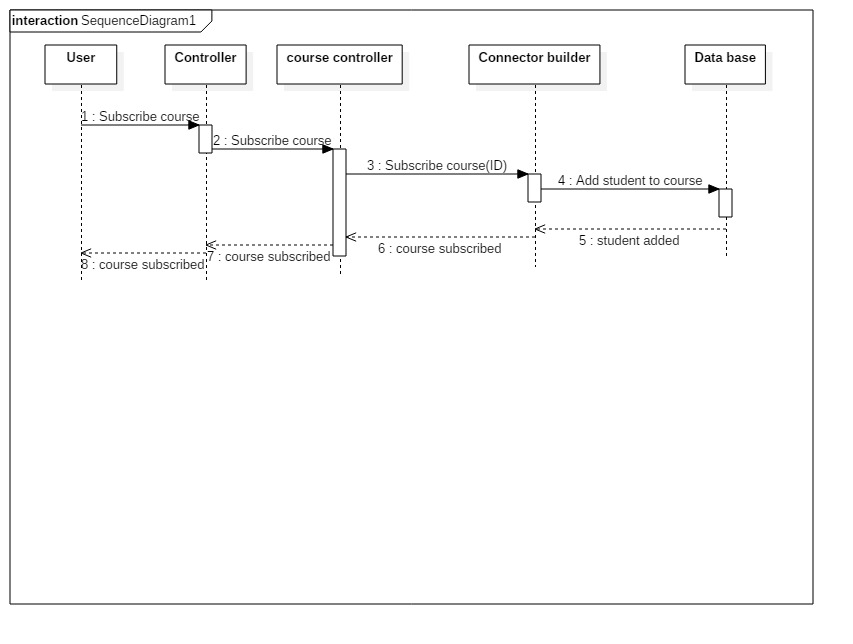 interaction SequenceDiagram1
User
Controller
course controller
Connector builder
Data base
1 : Subscribe course
2 : Subscribe course
3 : Subscribe course(ID)
4 : Add student to course
5 : student added
6 : course subscribed
7 : course subscribed
8 : course subscribed